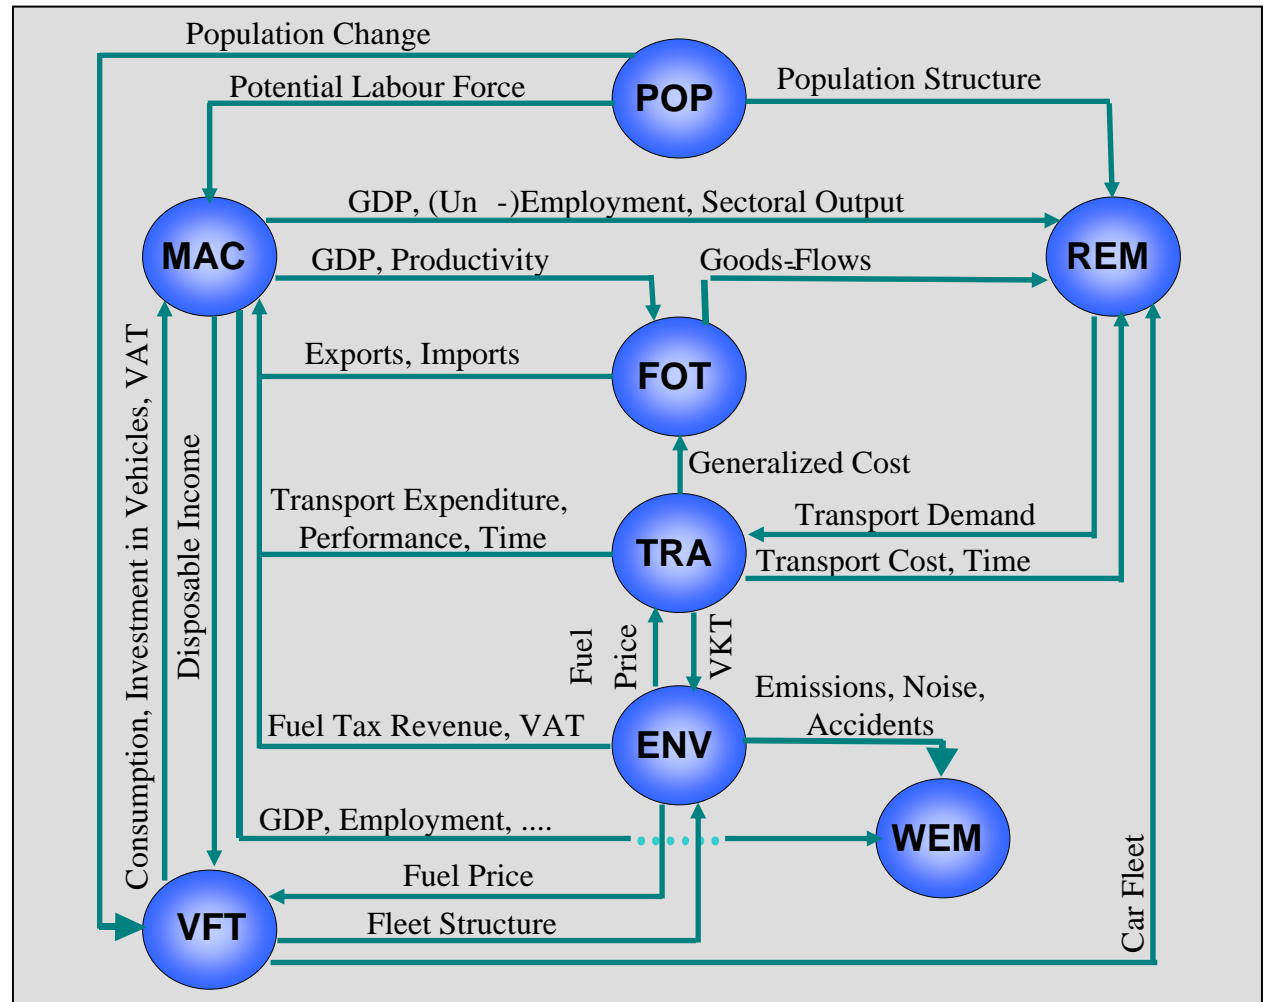 Population Change
Potential Labour Force
POP
Population Structure
GDP, (Un -)Employment, Sectoral Output
MAC
REM
GDP, Productivity
Goods-Flows
Exports, Imports
FOT
Generalized Cost
Transport Expenditure,
Performance, Time
TRA
Transport Demand
Transport Cost, Time
Consumption, Investment in Vehicles, VAT
Disposable Income
Fuel
Price
VKT
Emissions, Noise,
Accidents
Fuel Tax Revenue, VAT
ENV
GDP, Employment, ....
WEM
Fuel Price
Fleet Structure
VFT
Car Fleet